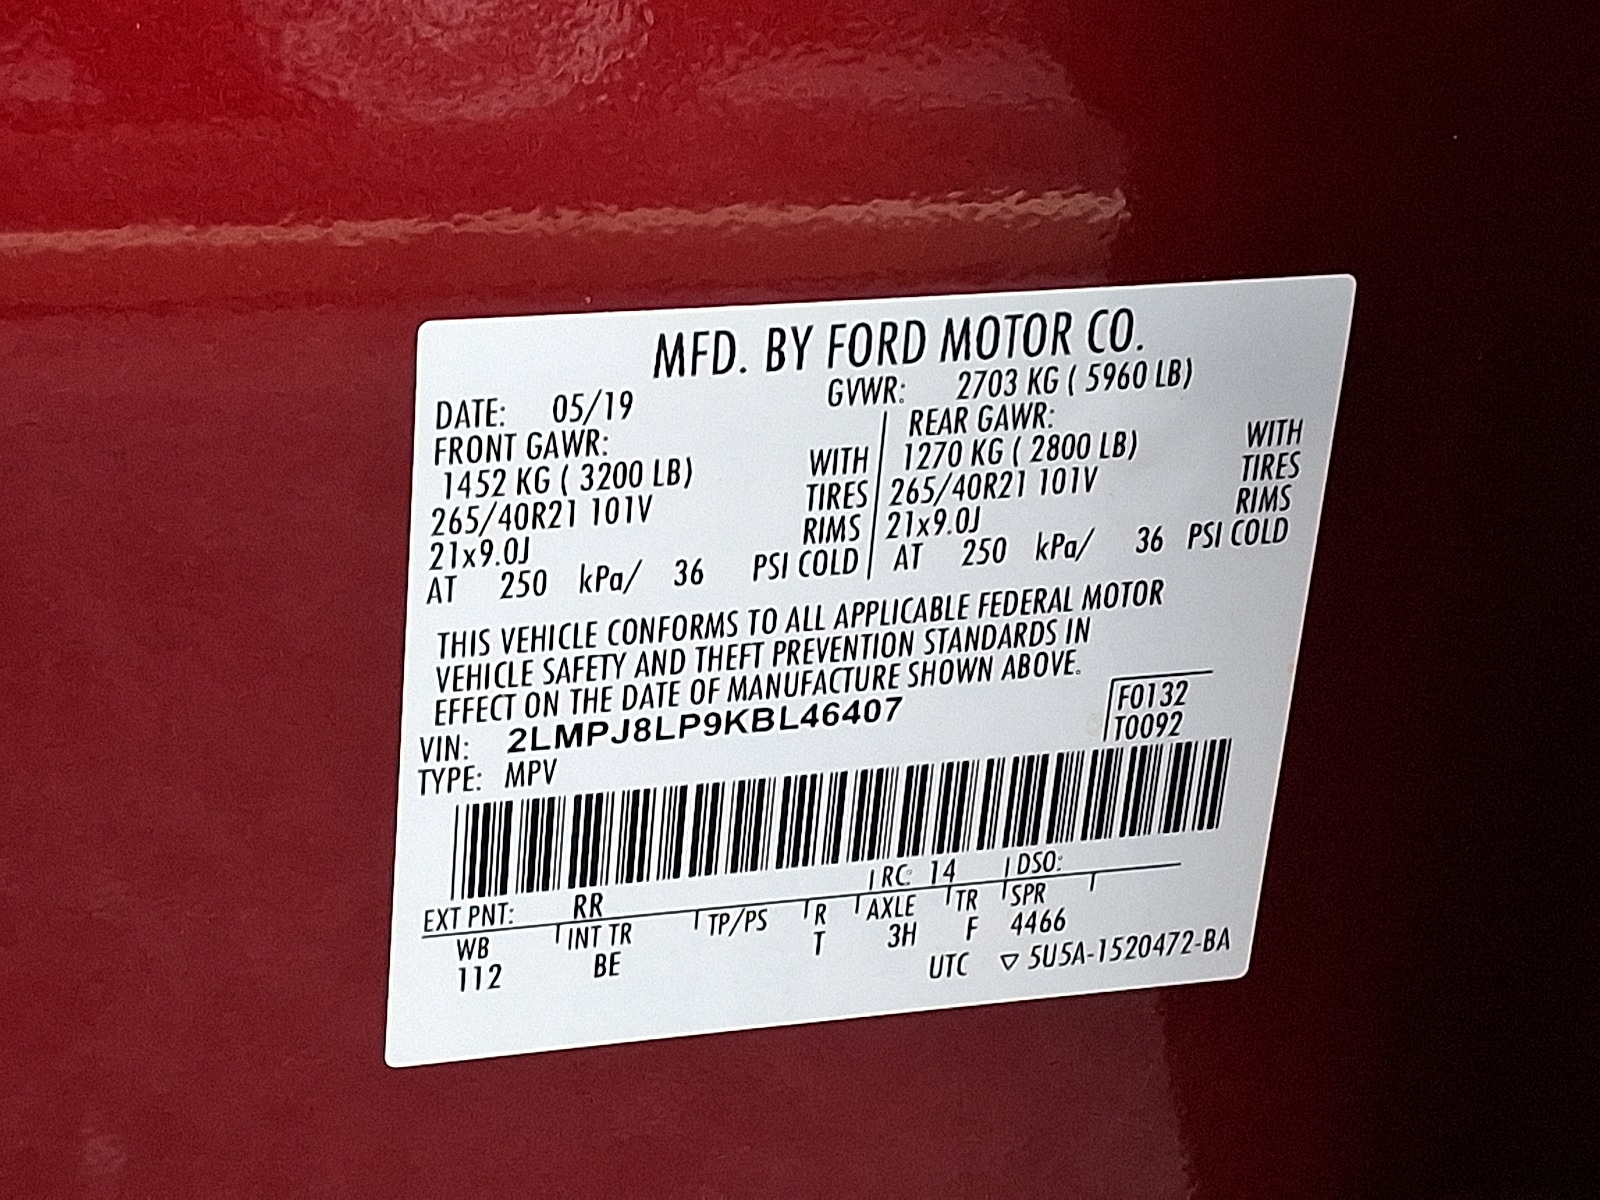 MFD. BY FORD MOTOR CO.
DATE: 05/19 GVWR: 2703 KG ( 5960 LB)
FRONT GAWR: REAR GAWR:
1452 KG ( 3200 LB) WITH 1270 KG ( 2800 LB) WITH
265/40R21 101V TIRES 265/40R21 101V TIRES
21x9.0J RIMS 21x9.0J RIMS
AT 250 kPa/ 36 PSI COLD AT 250 kPa/ 36 PSI COLD
THIS VEHICLE CONFORMS TO ALL APPLICABLE FEDERAL MOTOR
VEHICLE SAFETY AND THEFT PREVENTION STANDARDS IN
EFFECT ON THE DATE OF MANUFACTURE SHOWN ABOVE.
VIN: 2LMPJ8LP9KBL46407 F0132
TYPE: MPV T0092
EXT PNT: RR RC: 14 DSO:
WB INT TR TP/PS R AXLE TR SPR
112 BE T 3H F 4466
UTC ▽ 5U5A-1520472-BA